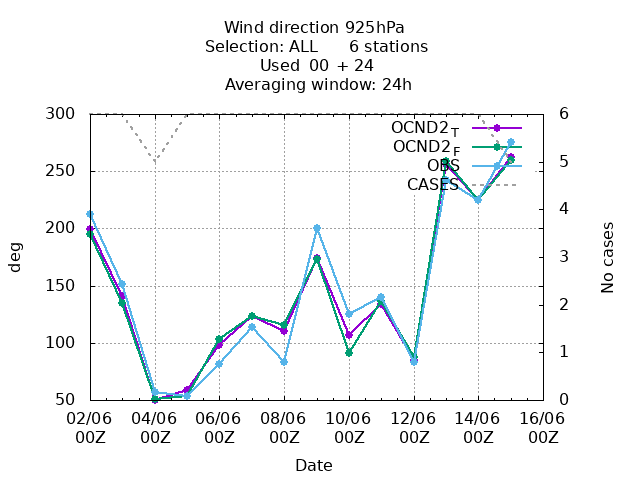 Wind direction 925hPa
Selection: ALL 6 stations
Used 00 + 24
Averaging window: 24h
300 6
OCND2T
OCND2F
OBS
CASES
250 5
200 4
150 3
100 2
50 1
0
deg
No cases
02/06 04/06 06/06 08/06 10/06 12/06 14/06 16/06
00Z 00Z 00Z 00Z 00Z 00Z 00Z 00Z
Date